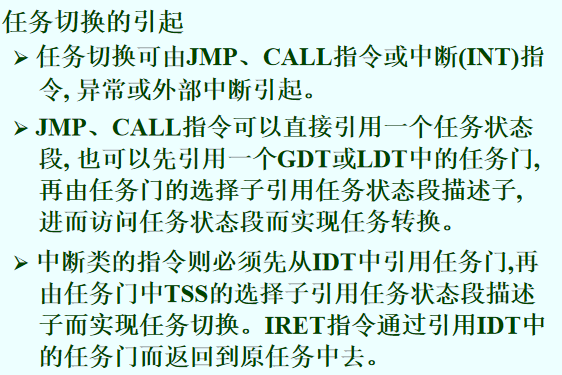 任务切换的引起
➢ 任务切换可由JMP、CALL指令或中断(INT)指
令, 异常或外部中断引起。
➢ JMP、CALL指令可以直接引用一个任务状态
段, 也可以先引用一个GDT或LDT中的任务门,
再由任务门的选择子引用任务状态段描述子,
进而访问任务状态段而实现任务转换。
➢ 中断类的指令则必须先从IDT中引用任务门,再
由任务门中TSS的选择子引用任务状态段描述
子而实现任务切换。IRET指令通过引用IDT中
的任务门而返回到原任务中去。